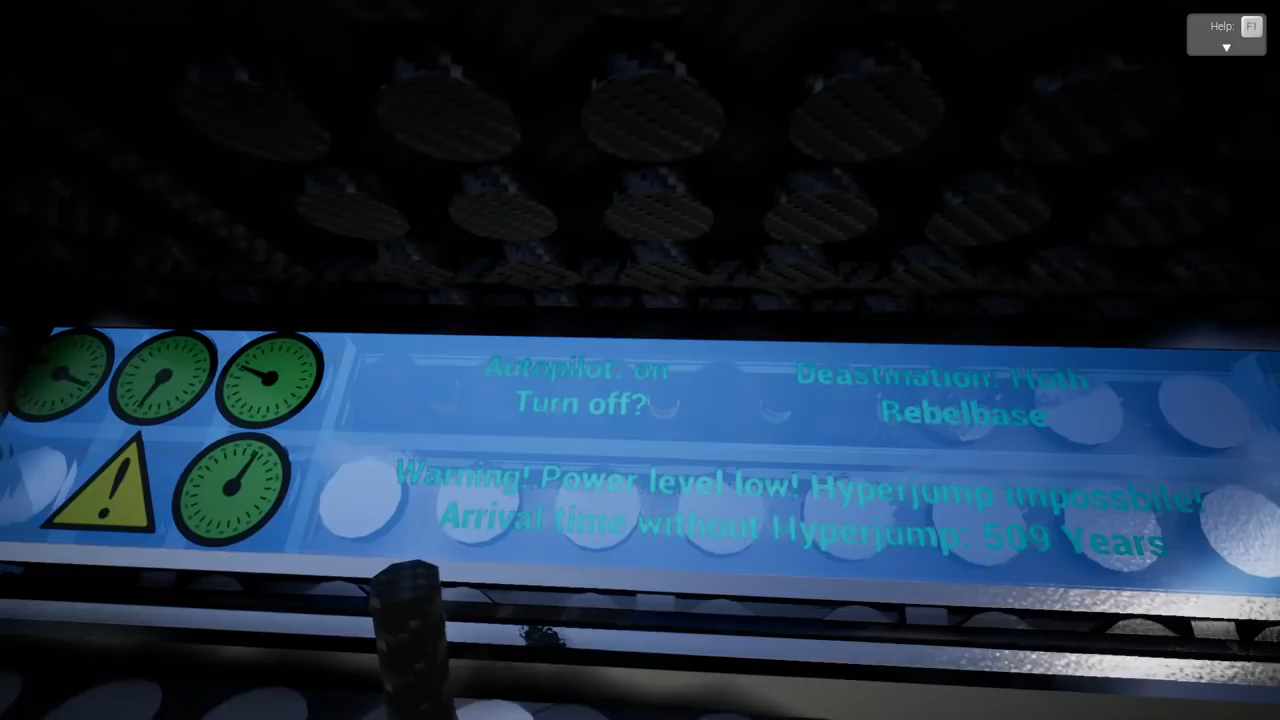 Help: F1
Autopilot: on
Turn off?
Deastination: Hoth
Rebelbase
Warning! Power level low! Hyperjump impossbile!
Arrival time without Hyperjump: 509 Years